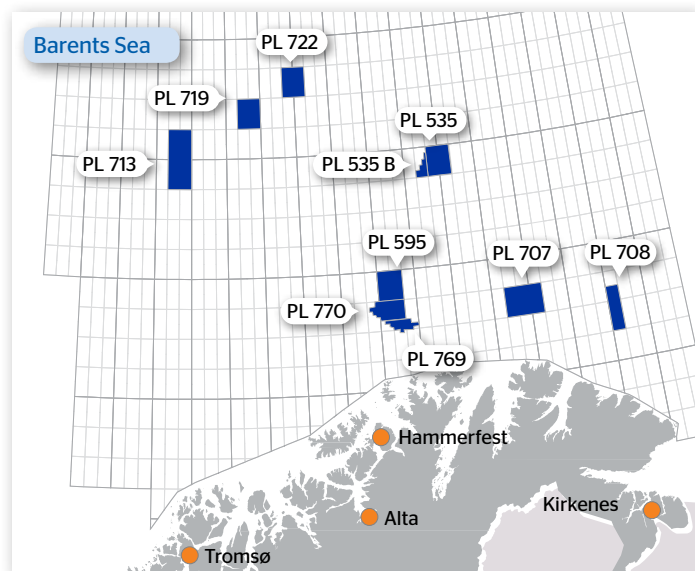 Barents Sea
PL 722
PL 719
PL 535
PL 713
PL 535 B
PL 595
PL 707
PL 708
PL 770
PL 769
Hammerfest
Kirkenes
Alta
Tromsø